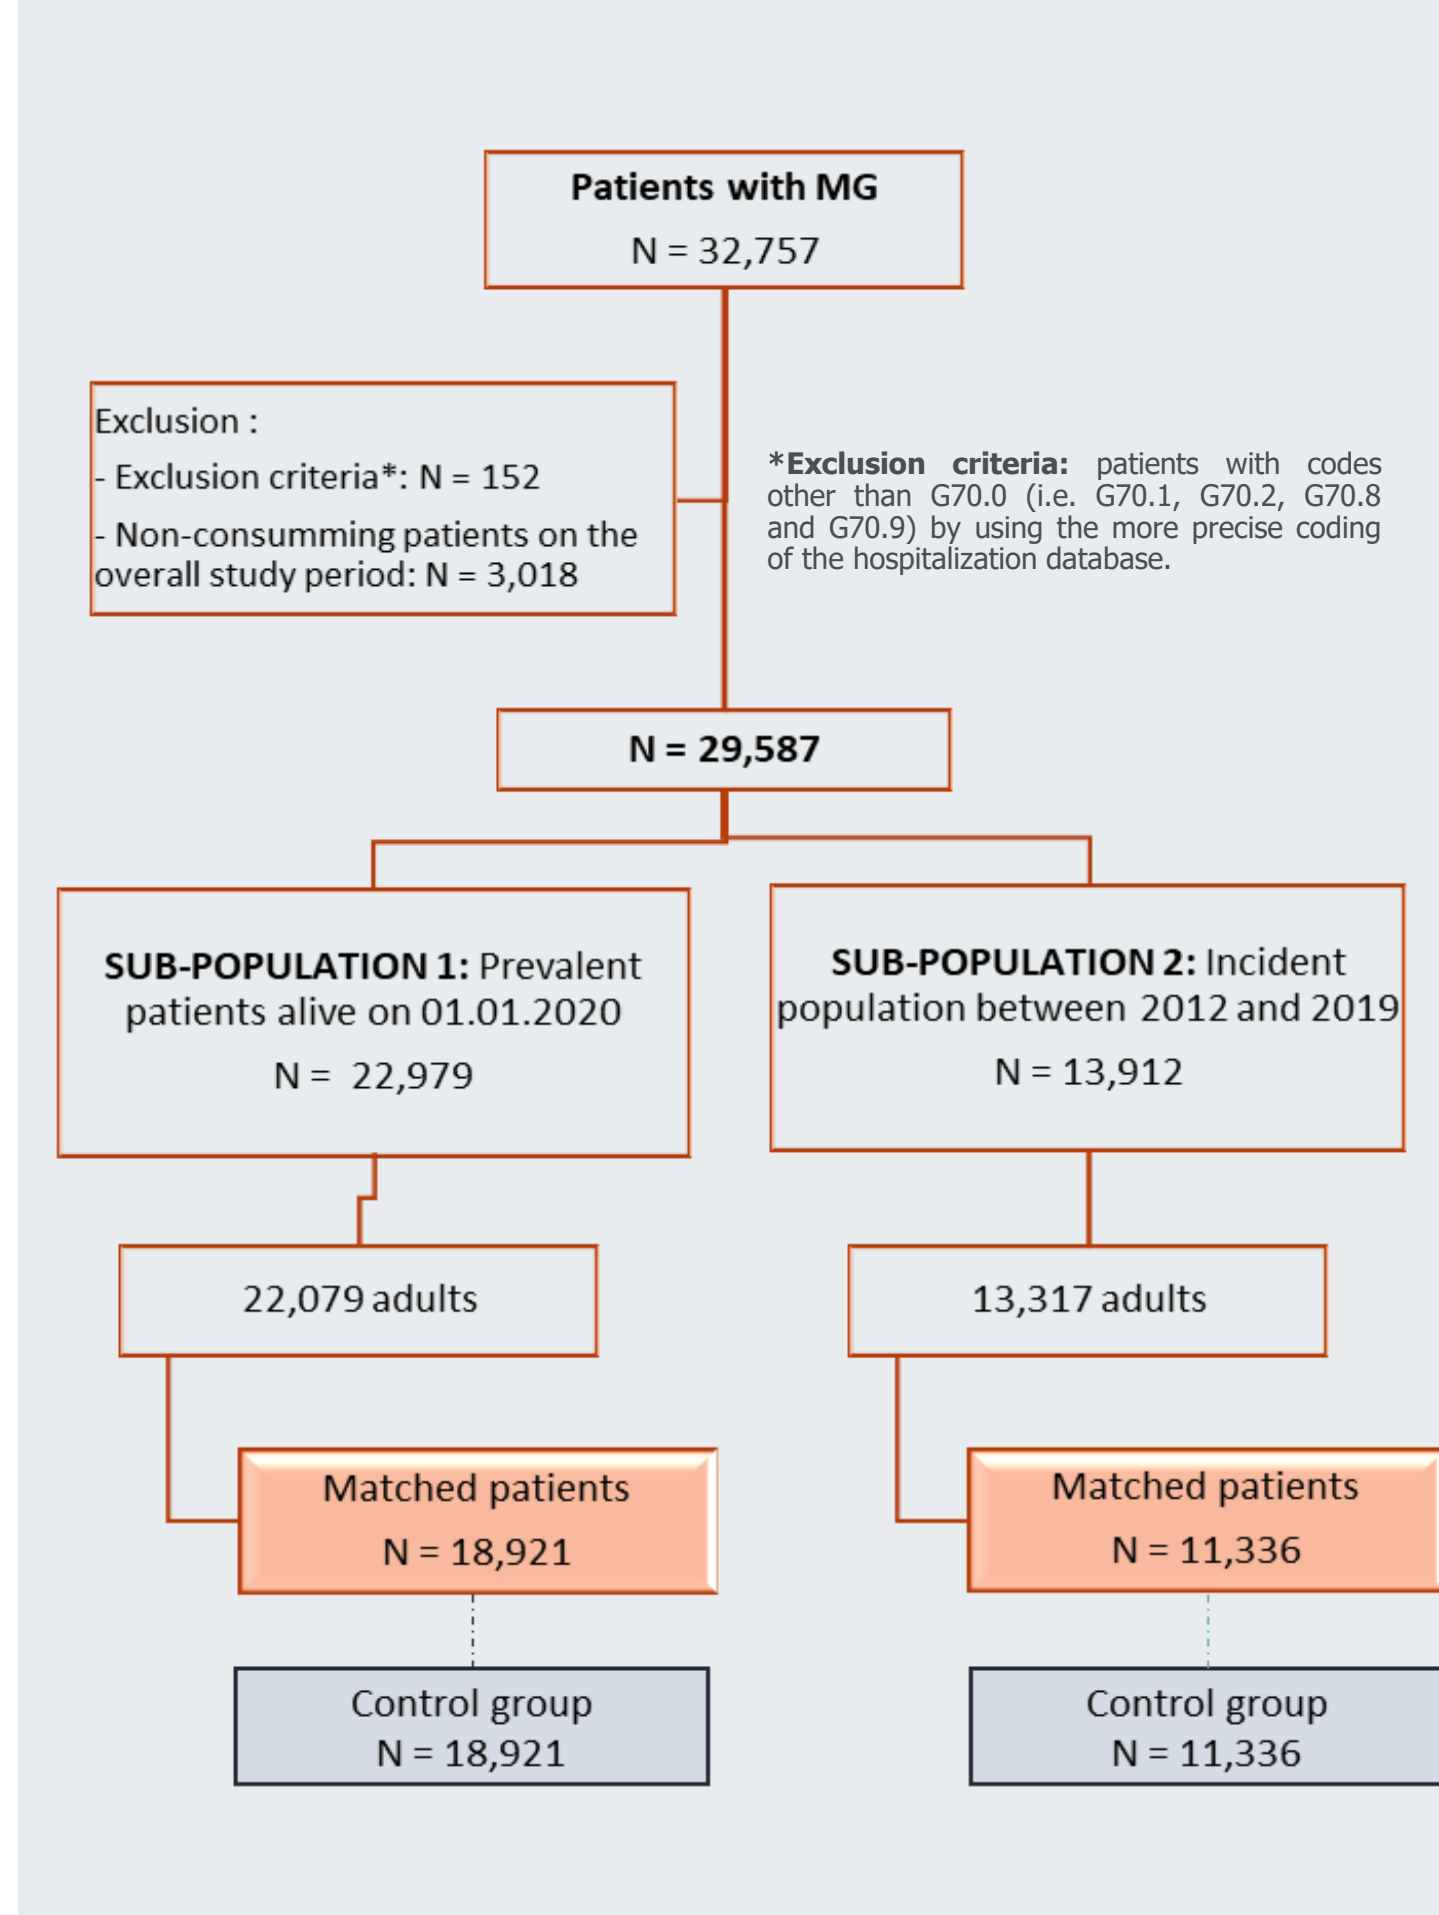 Patients with MG
N = 32,757
Exclusion :
- Exclusion criteria*: N = 152
- Non-consumming patients on the
overall study period: N = 3,018
*Exclusion criteria: patients with codes
other than G70.0 (i.e. G70.1, G70.2, G70.8
and G70.9) by using the more precise coding
of the hospitalization database.
N = 29,587
SUB-POPULATION 1: Prevalent
patients alive on 01.01.2020
N = 22,979
SUB-POPULATION 2: Incident
population between 2012 and 2019
N = 13,912
22,079 adults
13,317 adults
Matched patients
N = 18,921
Matched patients
N = 11,336
Control group
N = 18,921
Control group
N = 11,336